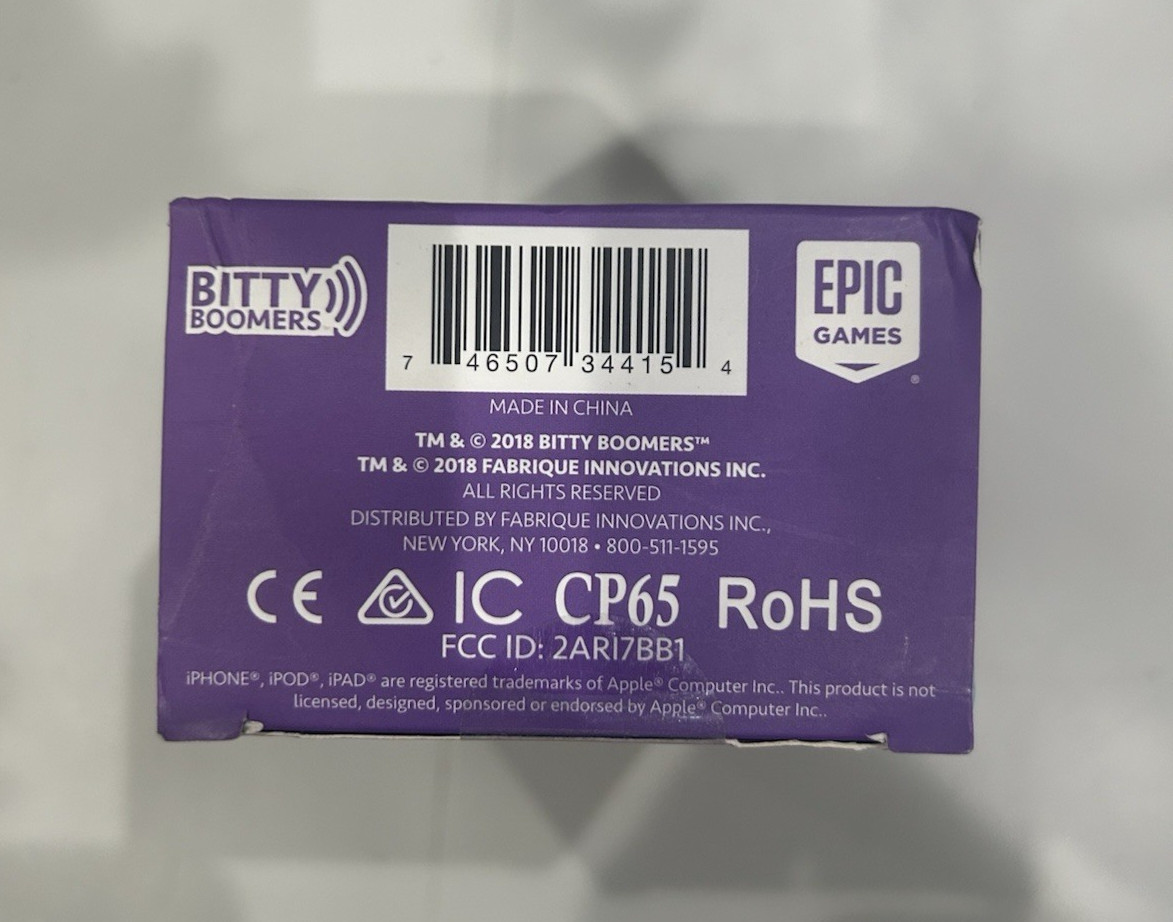 BITTY
BOOMERS™
7 46507 34415 4
EPIC
GAMES
®
MADE IN CHINA
TM & © 2018 BITTY BOOMERS™
TM & © 2018 FABRIQUE INNOVATIONS INC.
ALL RIGHTS RESERVED
DISTRIBUTED BY FABRIQUE INNOVATIONS INC.,
NEW YORK, NY 10018 • 800-511-1595
CE IC CP65 RoHS
FCC ID: 2ARI7BB1
iPHONE®, iPOD®, iPAD® are registered trademarks of Apple® Computer Inc.. This product is not
licensed, designed, sponsored or endorsed by Apple® Computer Inc..